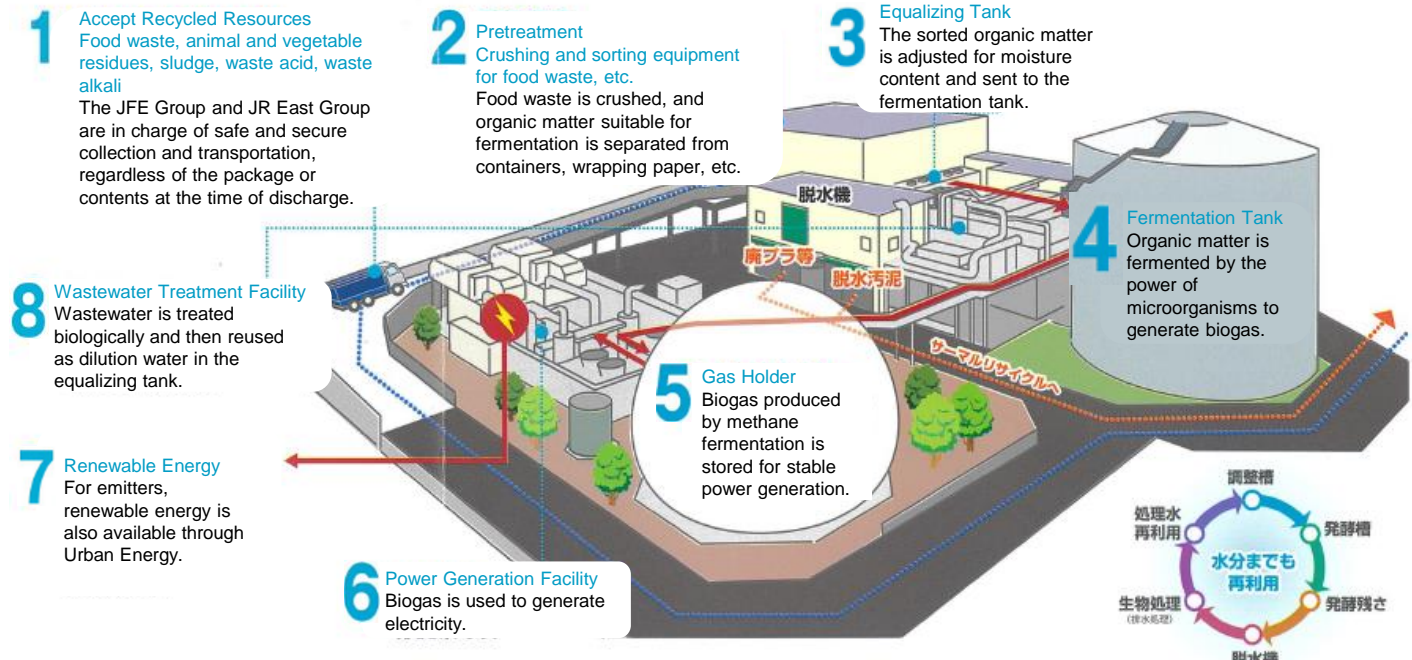 1
Accept Recycled Resources
Food waste, animal and vegetable
residues, sludge, waste acid, waste
alkali
The JFE Group and JR East Group
are in charge of safe and secure
collection and transportation,
regardless of the package or
contents at the time of discharge.
2
Pretreatment
Crushing and sorting equipment
for food waste, etc.
Food waste is crushed, and
organic matter suitable for
fermentation is separated from
containers, wrapping paper, etc.
3
Equalizing Tank
The sorted organic matter
is adjusted for moisture
content and sent to the
fermentation tank.
脱水機
廃プラ等
脱水汚泥
サーマルリサイクルへ
4
Fermentation Tank
Organic matter is
fermented by the
power of
microorganisms to
generate biogas.
8
Wastewater Treatment Facility
Wastewater is treated
biologically and then reused
as dilution water in the
equalizing tank.
5
Gas Holder
Biogas produced
by methane
fermentation is
stored for stable
power generation.
7
Renewable Energy
For emitters,
renewable energy is
also available through
Urban Energy.
6
Power Generation Facility
Biogas is used to generate
electricity.
調整槽
発酵槽
発酵残さ
脱水機
生物処理
(排水処理)
処理水
再利用
水分までも
再利用